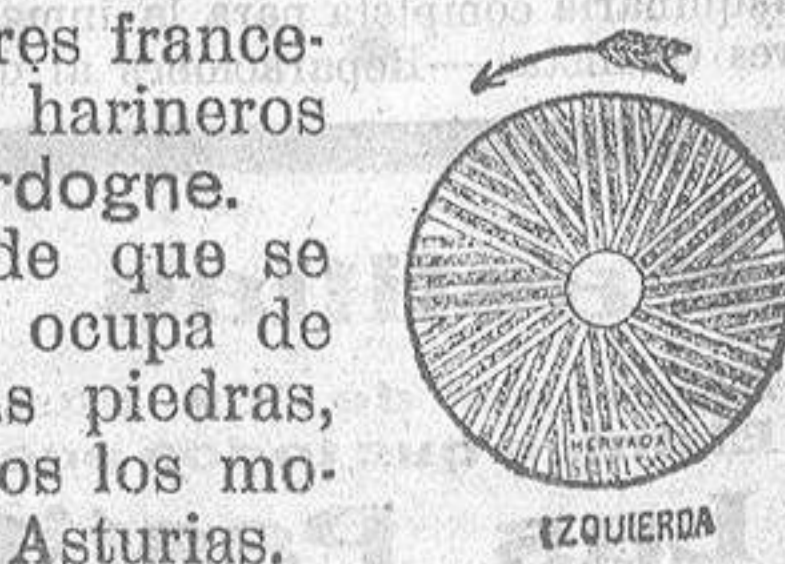 res france-
harineros
rdogne.
de que se
ocupa de
s piedras,
os los mo-
Asturias.
HERVADA
IZQUIERDA